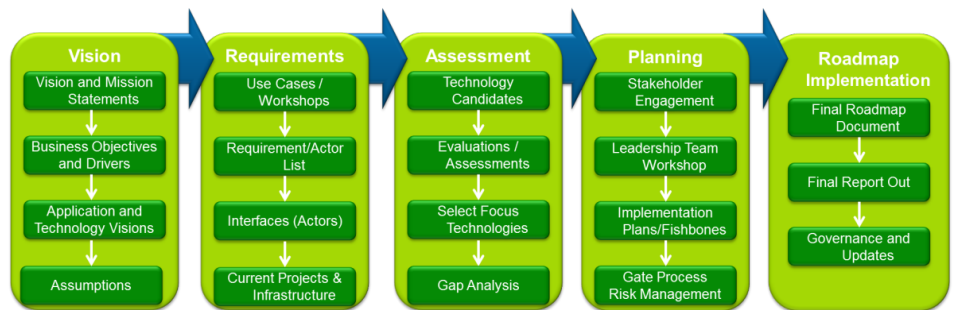 Vision
Vision and Mission
Statements
Business Objectives
and Drivers
Application and
Technology Visions
Assumptions
Requirements
Use Cases /
Workshops
Requirement/Actor
List
Interfaces (Actors)
Current Projects &
Infrastructure
Assessment
Technology
Candidates
Evaluations /
Assessments
Select Focus
Technologies
Gap Analysis
Planning
Stakeholder
Engagement
Leadership Team
Workshop
Implementation
Plans/Fishbones
Gate Process
Risk Management
Roadmap
Implementation
Final Roadmap
Document
Final Report Out
Governance and
Updates